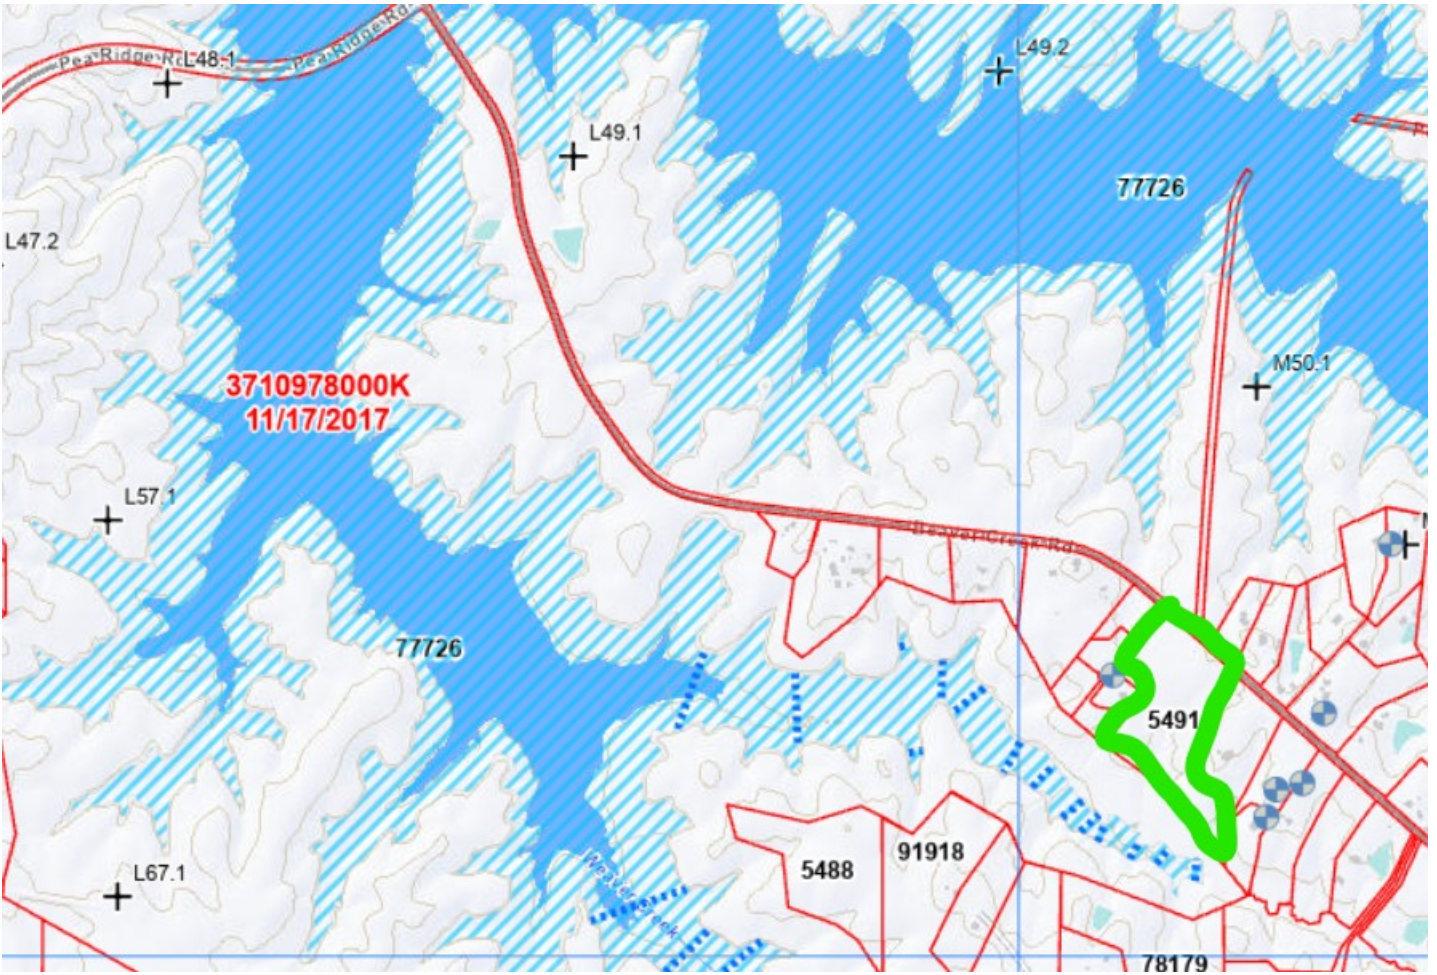 Pea Ridge Rd
L48.1
Pea Ridge Rd
L49.2
L49.1
77726
L47.2
M50.1
3710978000K
11/17/2017
L57.1
Beaver Creek Rd
77726
5491
5488
91918
L67.1
Weaver Creek
78179